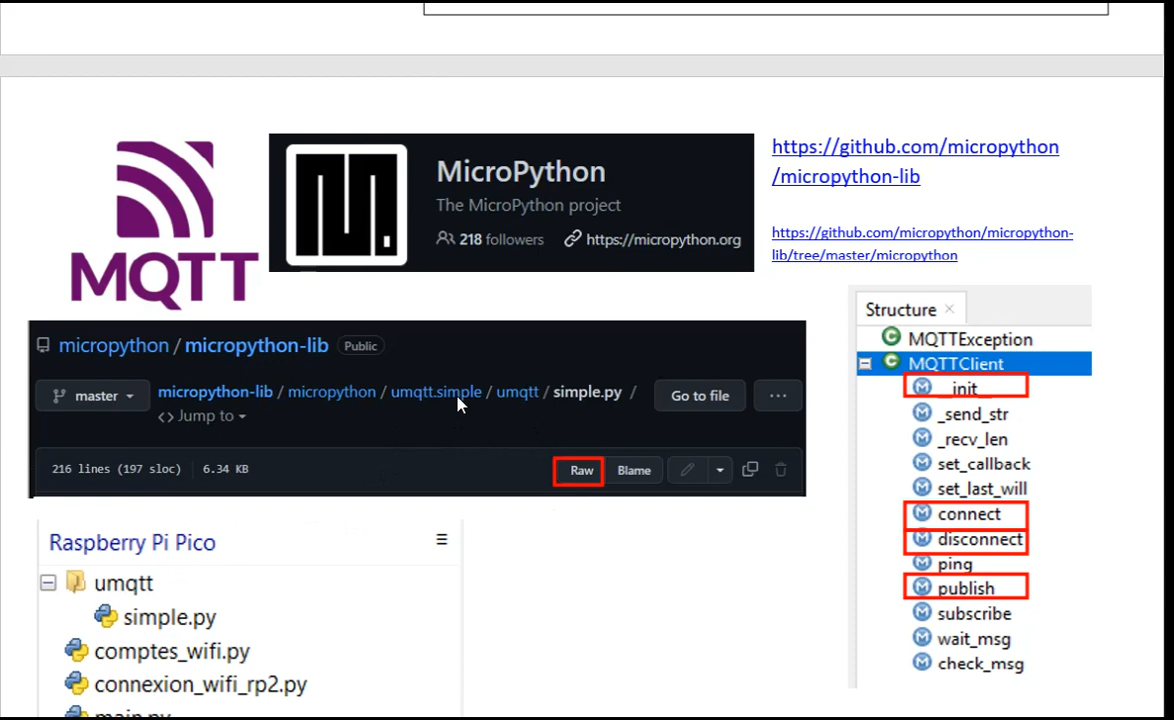 MQTT
MicroPython
The MicroPython project
218 followers https://micropython.org
https://github.com/micropython
/micropython-lib
https://github.com/micropython/micropython-
lib/tree/master/micropython
micropython / micropython-lib Public
master
micropython-lib / micropython / umqtt.simple / umqtt / simple.py /
Go to file
...
<> Jump to
216 lines (197 sloc) 6.34 KB
Raw
Blame
Raspberry Pi Pico
umqtt
simple.py
comptes_wifi.py
connexion_wifi_rp2.py
main.py
Structure
MQTTException
MQTTClient
__init__
_send_str
_recv_len
set_callback
set_last_will
connect
disconnect
ping
publish
subscribe
wait_msg
check_msg